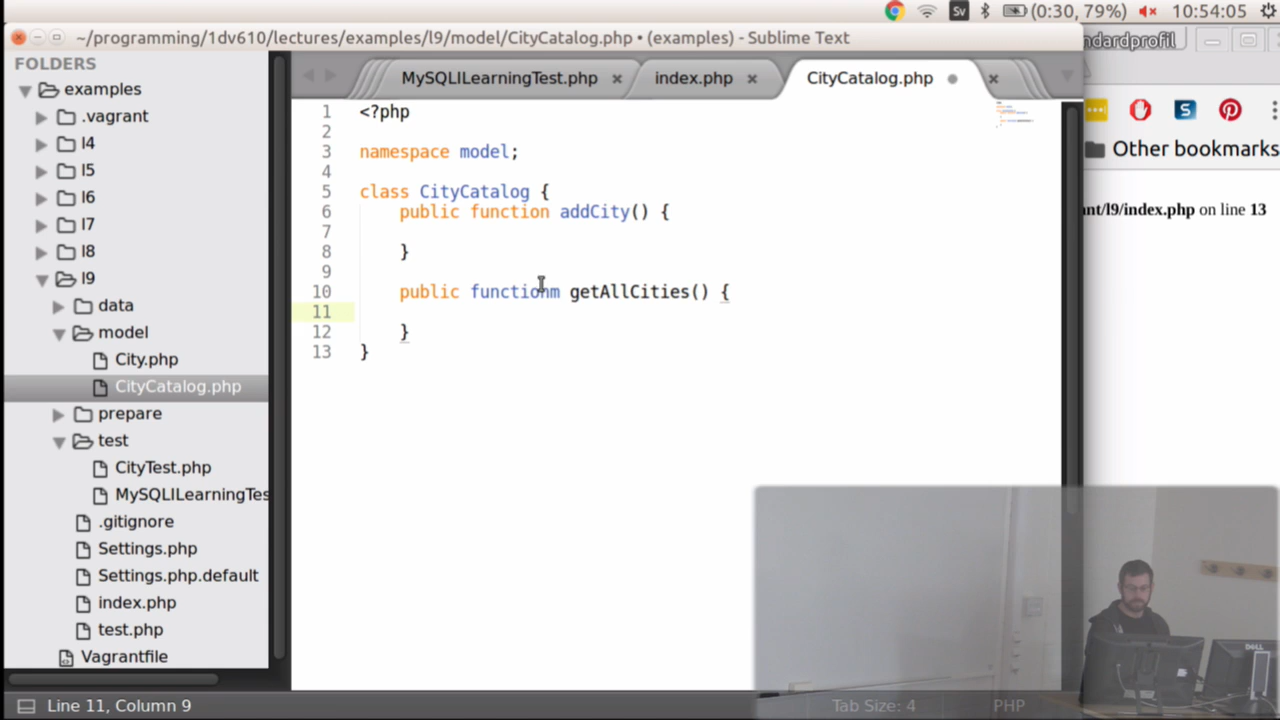 Sv
(0:30, 79%)
10:54:05
~/programming/1dv610/lectures/examples/l9/model/CityCatalog.php • (examples) - Sublime Text
ndardprofil
FOLDERS
examples
.vagrant
l4
l5
l6
l7
l8
l9
data
model
City.php
CityCatalog.php
prepare
test
CityTest.php
MySQLILearningTes
.gitignore
Settings.php
Settings.php.default
index.php
test.php
Vagrantfile
MySQLILearningTest.php
index.php
CityCatalog.php
1 <?php
2
3 namespace model;
4
5 class CityCatalog {
6 public function addCity() {
7
8 }
9
10 public functionm getAllCities() {
11
12 }
13 }
Other bookmarks
nt/l9/index.php on line 13
DELL
Line 11, Column 9
Tab Size: 4
PHP